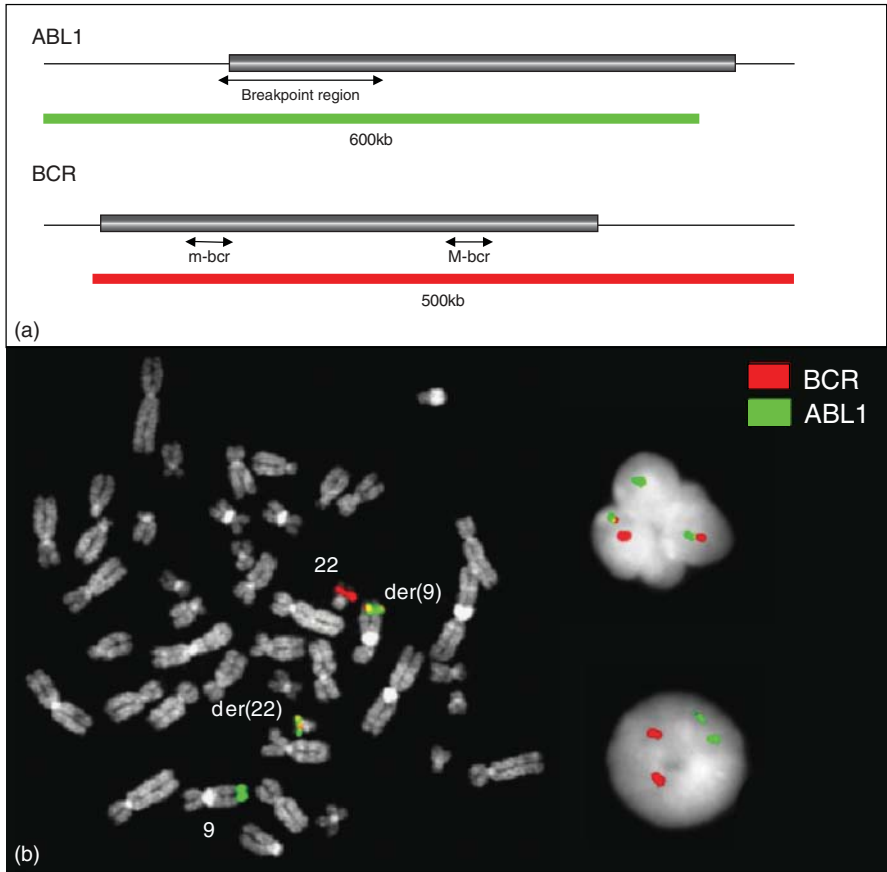 ABL1
Breakpoint region
600kb
BCR
m-bcr
M-bcr
500kb
(a)
BCR
ABL1
22
der(9)
der(22)
9
(b)